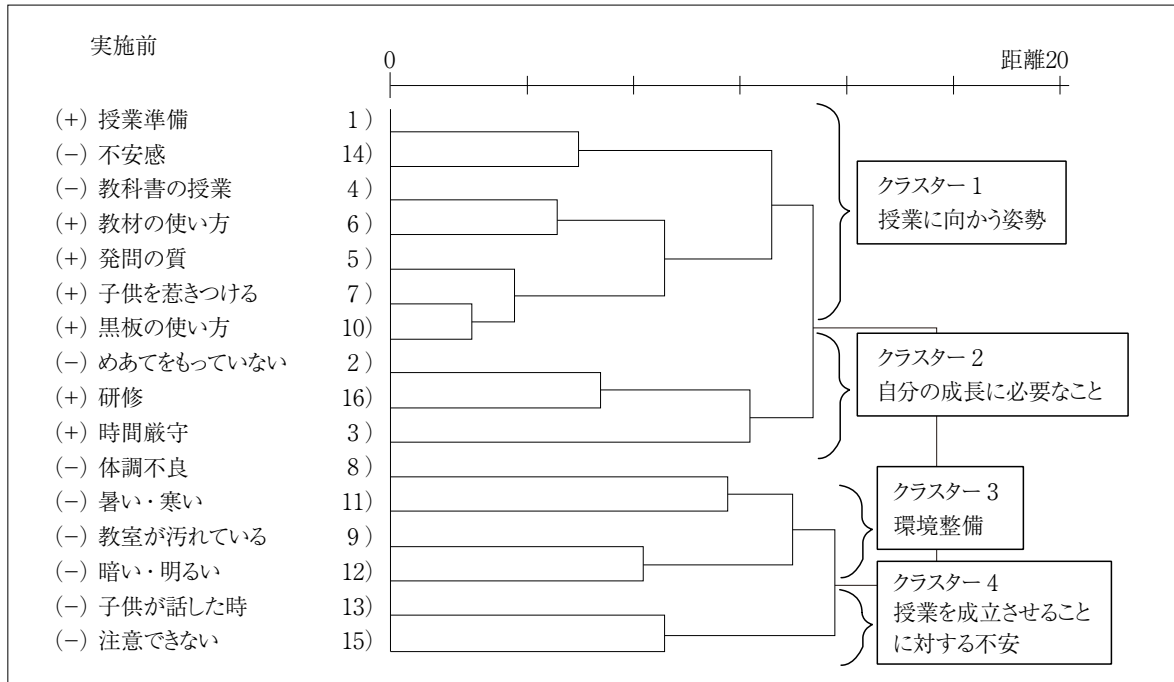 実施前
0 距離20
(+) 授業準備 1)
(−) 不安感 14)
(−) 教科書の授業 4)
(+) 教材の使い方 6)
(+) 発問の質 5)
(+) 子供を惹きつける 7)
(+) 黒板の使い方 10)
(−) めあてをもっていない 2)
(+) 研修 16)
(+) 時間厳守 3)
(−) 体調不良 8)
(−) 暑い・寒い 11)
(−) 教室が汚れている 9)
(−) 暗い・明るい 12)
(−) 子供が話した時 13)
(−) 注意できない 15)
クラスター1
授業に向かう姿勢
クラスター2
自分の成長に必要なこと
クラスター3
環境整備
クラスター4
授業を成立させること
に対する不安